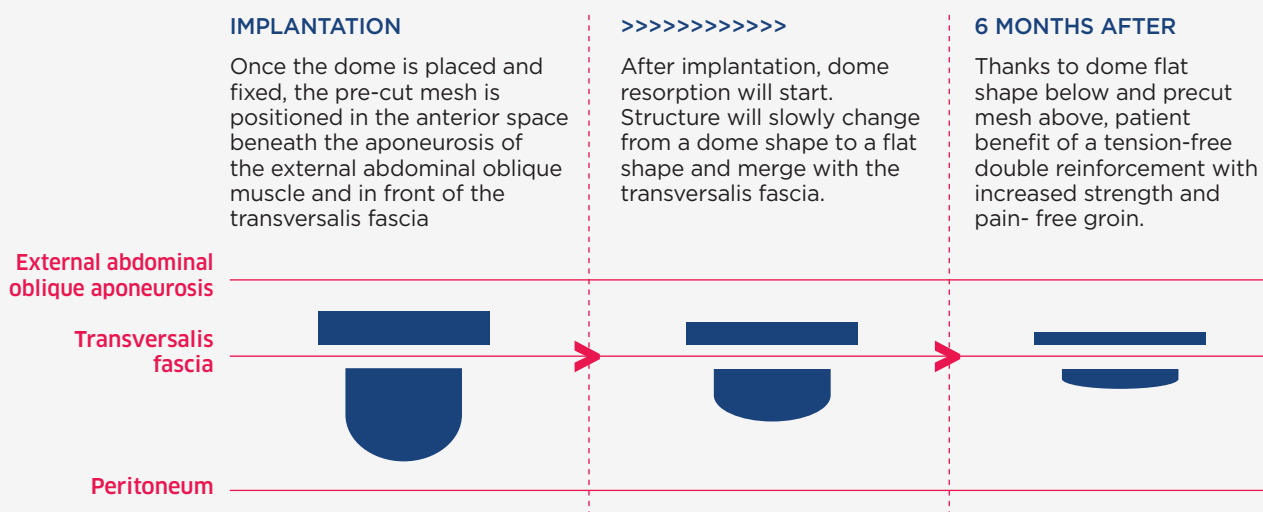 IMPLANTATION
Once the dome is placed and
fixed, the pre-cut mesh is
positioned in the anterior space
beneath the aponeurosis of
the external abdominal oblique
muscle and in front of the
transversalis fascia
>>>>>>>>>>>>
After implantation, dome
resorption will start.
Structure will slowly change
from a dome shape to a flat
shape and merge with the
transversalis fascia.
6 MONTHS AFTER
Thanks to dome flat
shape below and precut
mesh above, patient
benefit of a tension-free
double reinforcement with
increased strength and
pain- free groin.
External abdominal
oblique aponeurosis
Transversalis
fascia
Peritoneum